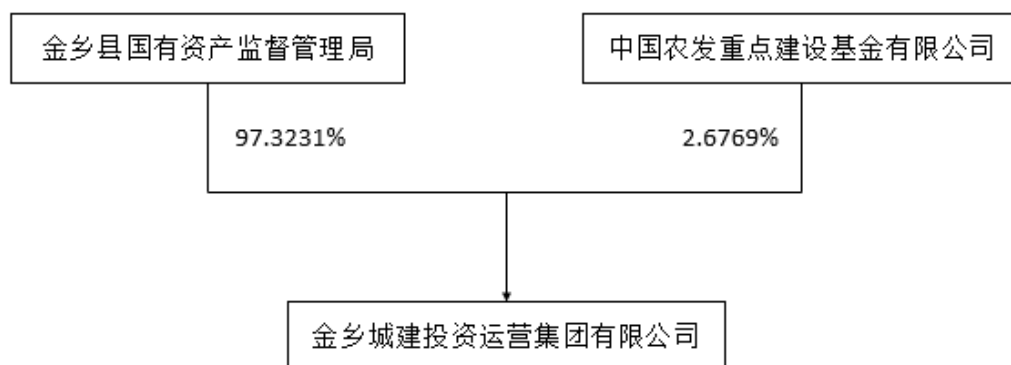 金乡县国有资产监督管理局
中国农发重点建设基金有限公司
97.3231%
2.6769%
金乡城建投资运营集团有限公司